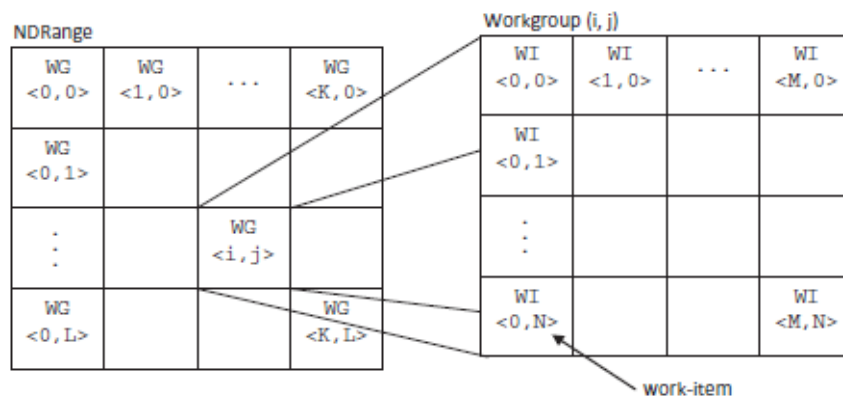 NDRange
WG WG WG
<0,0> <1,0> ... <K,0>
WG
<0,1>
WG
<i,j>
WG WG
<0,L> <K,L>
Workgroup (i, j)
WI WI WI
<0,0> <1,0> ... <M,0>
WI
<0,1>
WI WI
<0,N> <M,N>
work-item